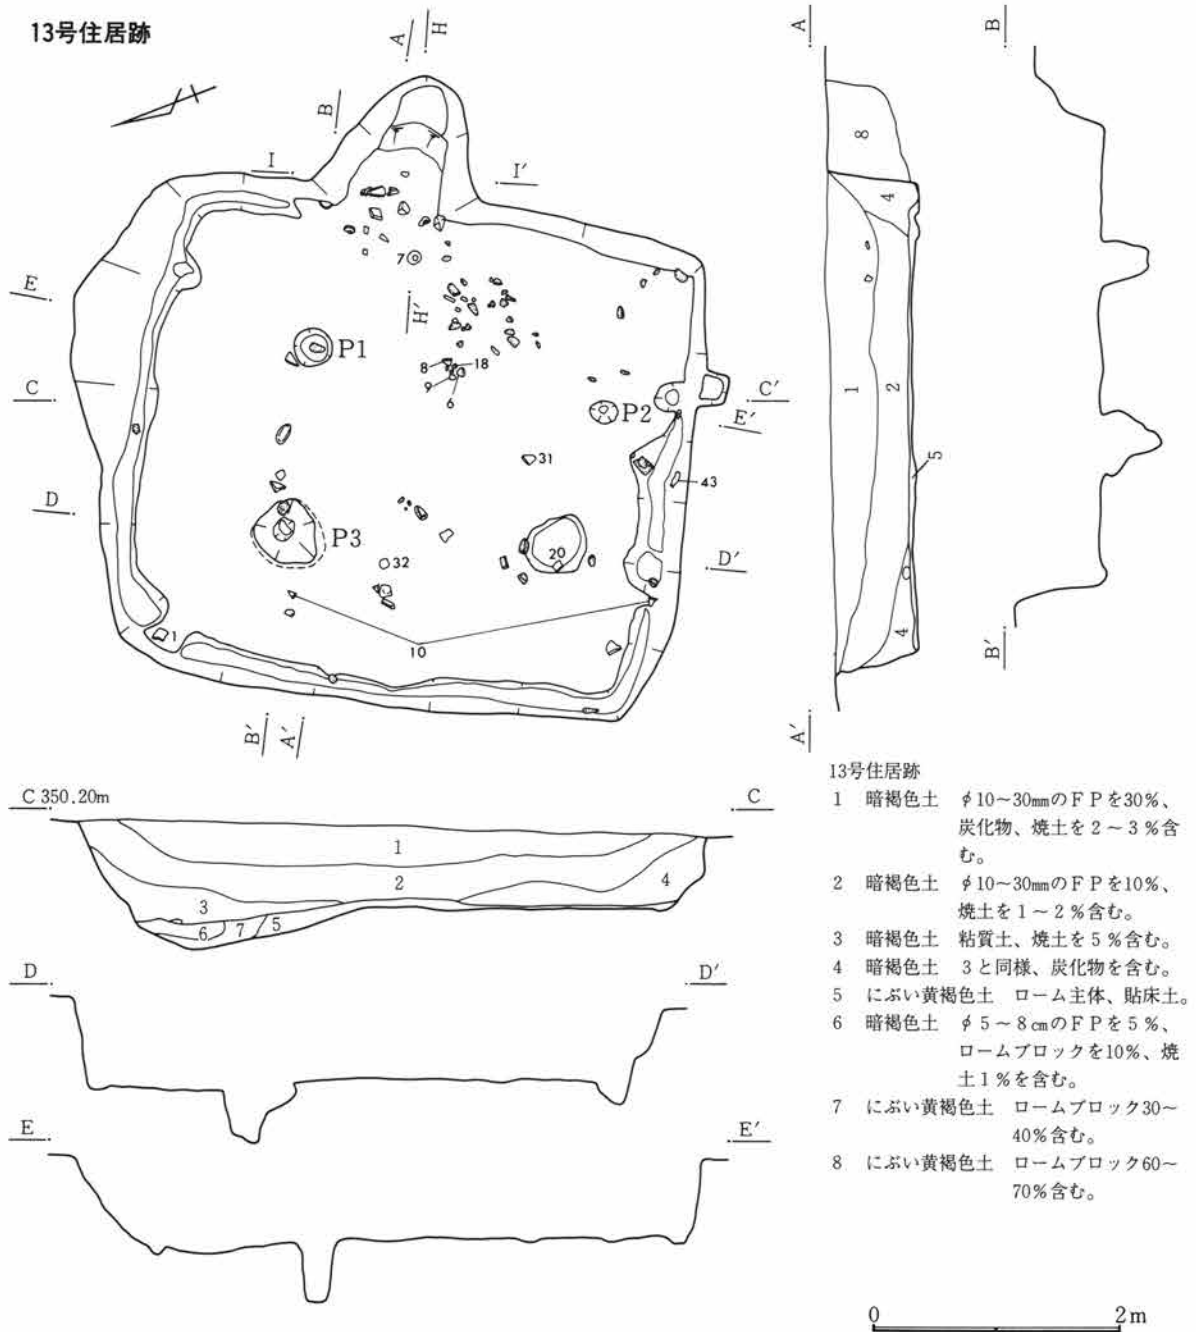 13号住居跡
A
H
A
B
B
I
I′
E
7
H′
P1
8
18
9
6
C
C′
P2
E′
1
2
8
4
5
31
43
D
P3
20
D′
32
1
10
4
B′
A′
A′
B′
C 350.20m
C
1
2
3
4
6
7
5
D
D′
E
E′
13号住居跡
1 暗褐色土 φ10~30㎜のFPを30%、
炭化物、焼土を2~3%含
む。
2 暗褐色土 φ10~30㎜のFPを10%、
焼土を1~2%含む。
3 暗褐色土 粘質土、焼土を5%含む。
4 暗褐色土 3と同様、炭化物を含む。
5 にぶい黄褐色土 ローム主体、貼床土。
6 暗褐色土 φ5~8㎝のFPを5%、
ロームブロックを10%、焼
土1%を含む。
7 にぶい黄褐色土 ロームブロック30~
40%含む。
8 にぶい黄褐色土 ロームブロック60~
70%含む。
0 2m